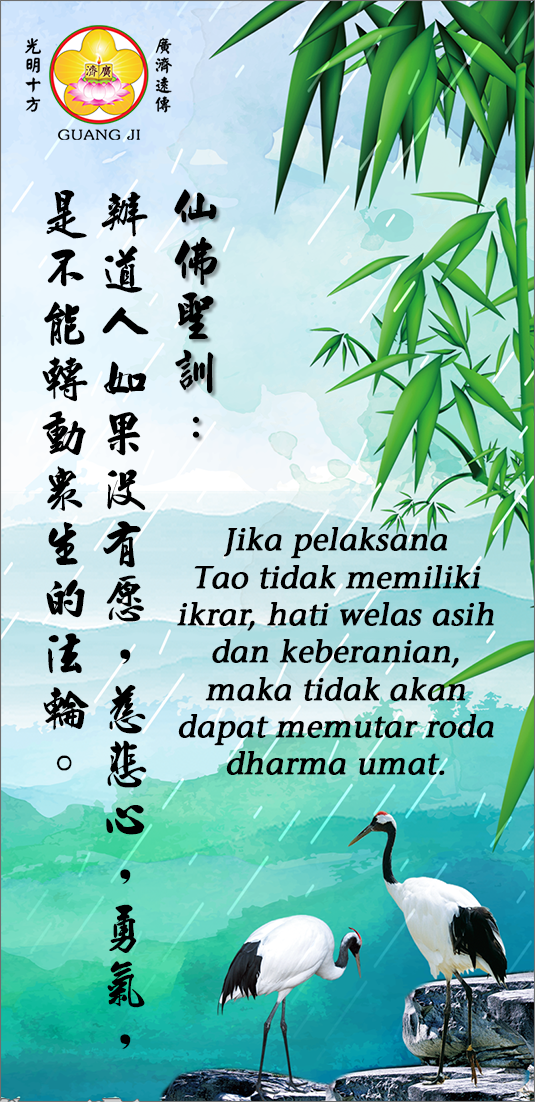 光明十方
廣濟遠傳
廣濟
GUANG JI
仙佛聖訓：
辦道人如果没有愿，慈悲心，勇氣，
是不能轉動衆生的法輪。
Jika pelaksana
Tao tidak memiliki
ikrar, hati welas asih
dan keberanian,
maka tidak akan
dapat memutar roda
dharma umat.